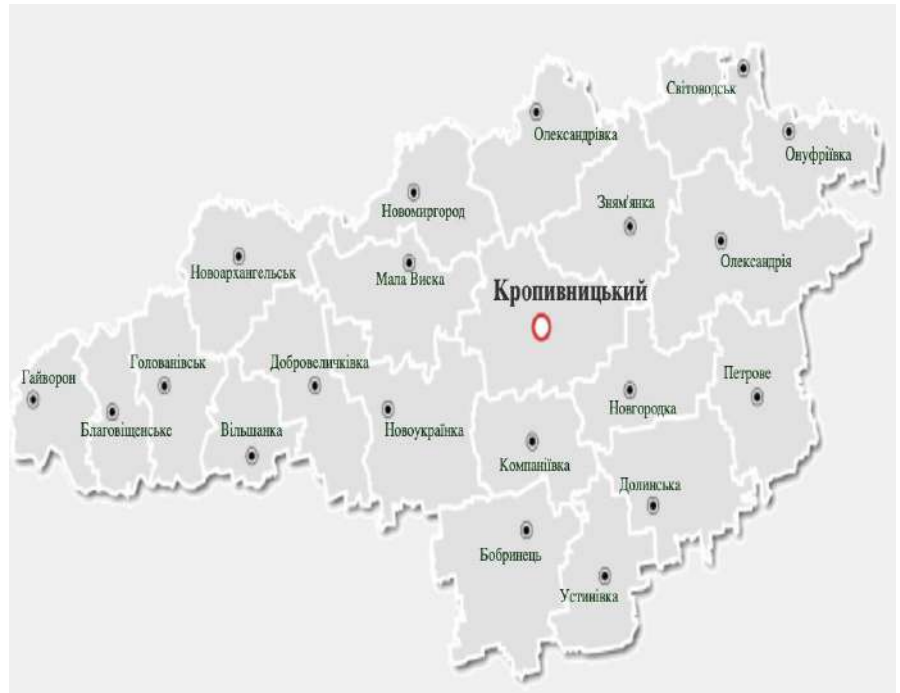 Світоводськ
Олександрівка
Онуфріївка
Знам'янка
Новомиргород
Олександрія
Новоархангельськ
Мала Виска
Кропивницький
Голованівськ
Добровеличківка
Петрове
Гайворон
Новгородка
Благовіщенське
Вільшанка
Новоукраїнка
Компаніївка
Долинська
Бобринець
Устинівка